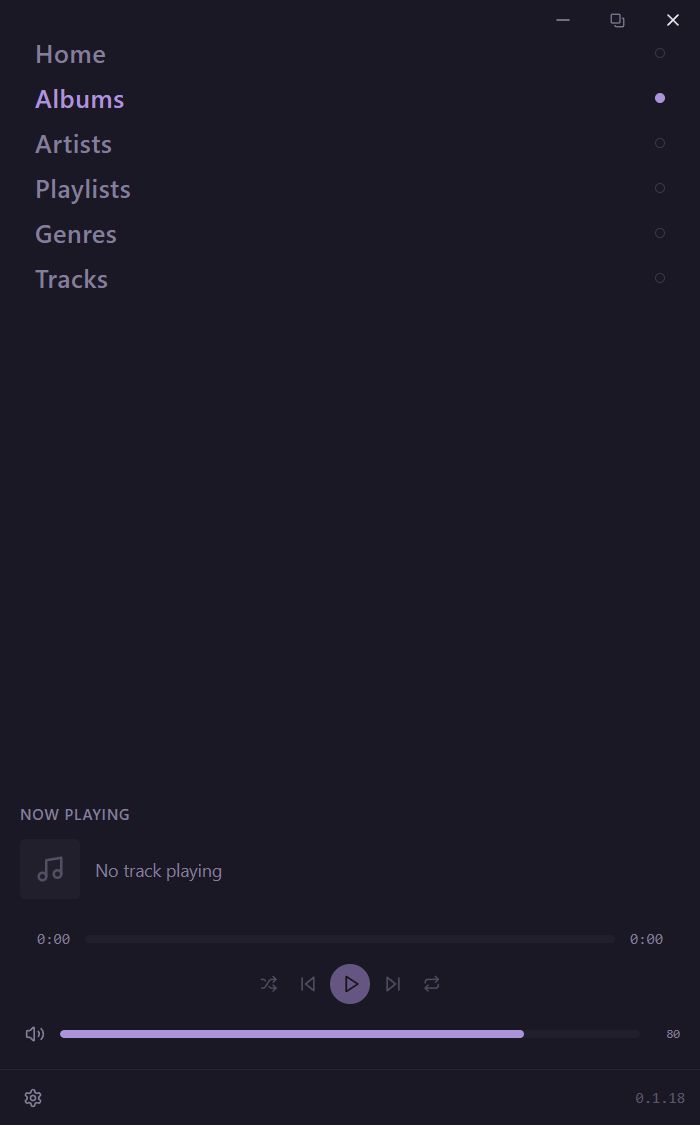 Home
Albums
Artists
Playlists
Genres
Tracks
NOW PLAYING
No track playing
0:00 0:00
80
0.1.18